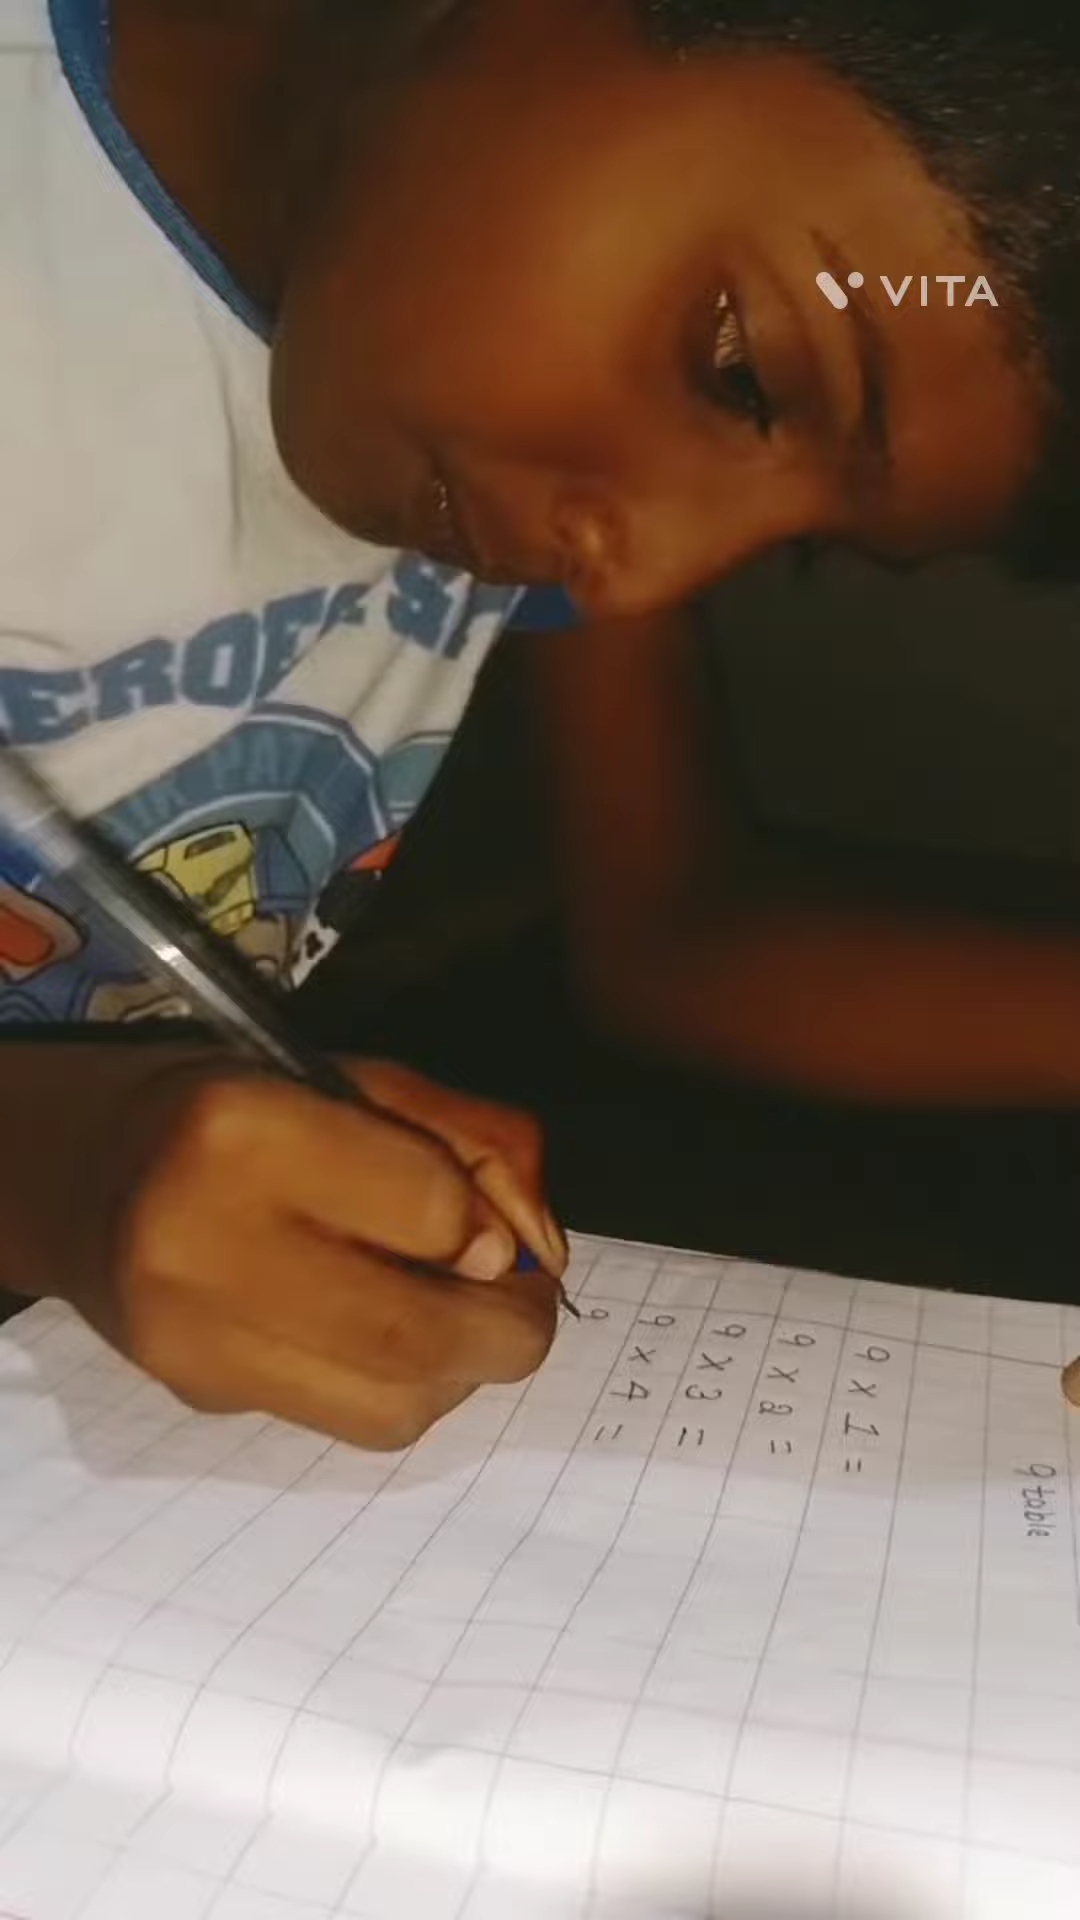 VITA
9 table
9 x 1 =
9 x 2 =
9 x 3 =
9 x 4 =
9